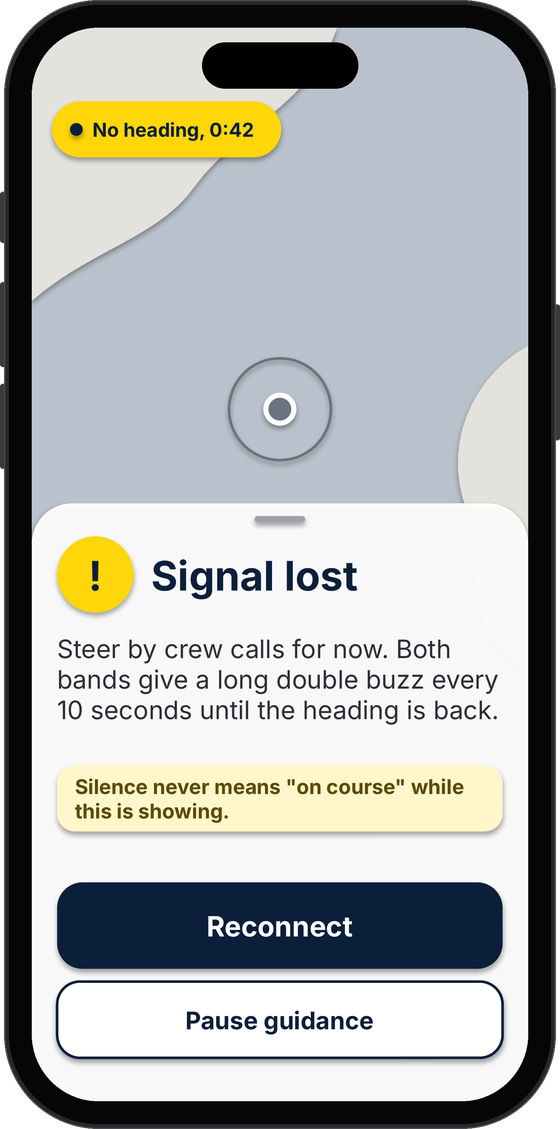 No heading, 0:42
!
Signal lost
Steer by crew calls for now. Both
bands give a long double buzz every
10 seconds until the heading is back.
Silence never means "on course" while
this is showing.
Reconnect
Pause guidance